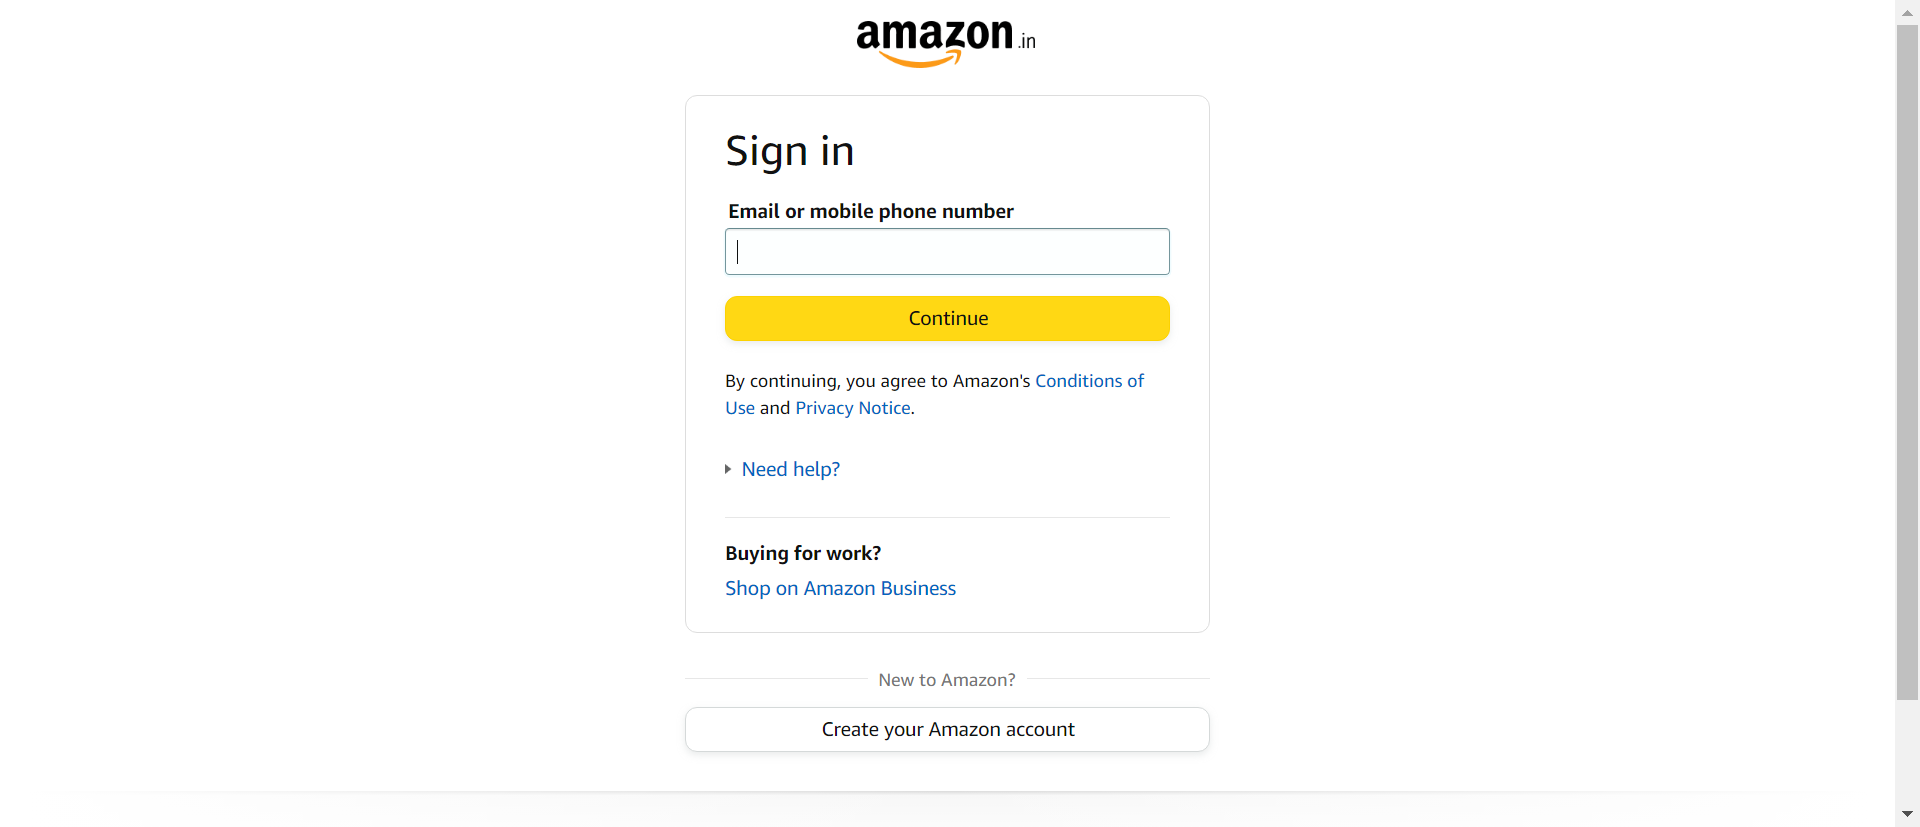 amazon.in
Sign in
Email or mobile phone number
Continue
By continuing, you agree to Amazon's Conditions of
Use and Privacy Notice.
Need help?
Buying for work?
Shop on Amazon Business
New to Amazon?
Create your Amazon account